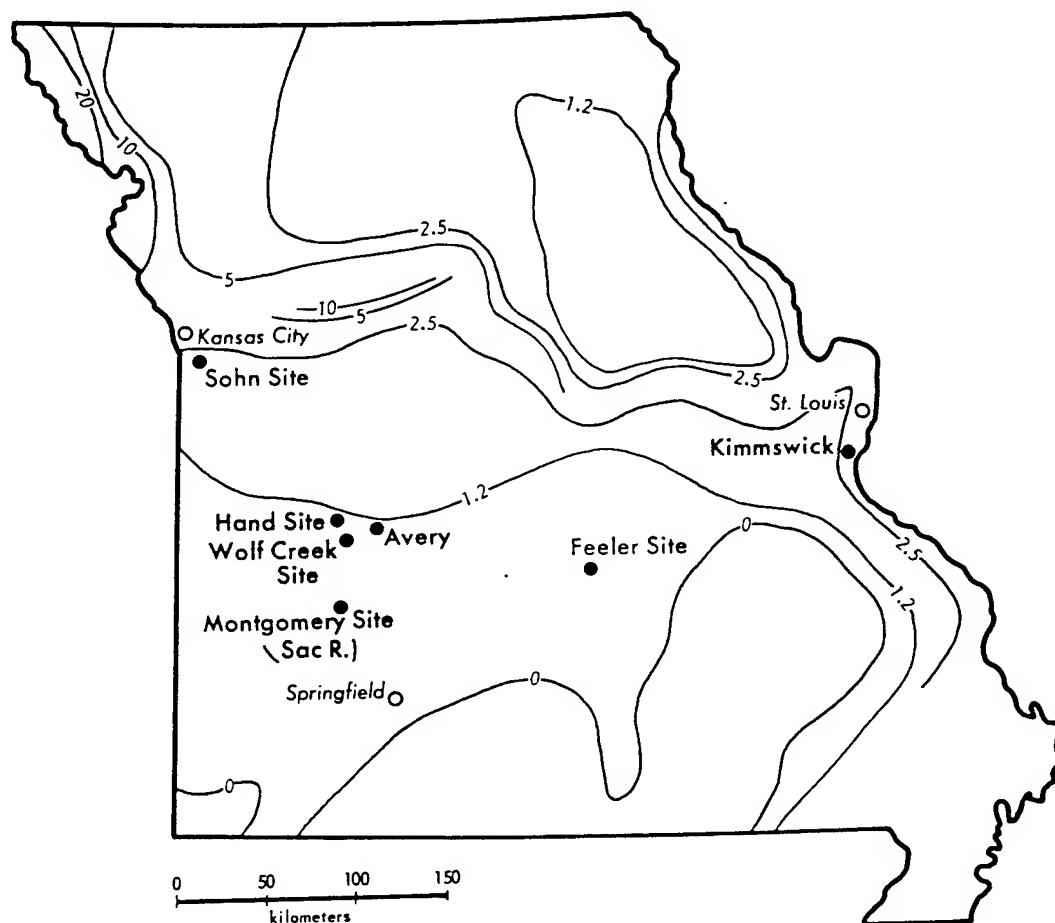 20
10
5
2.5
1.2
10
5
2.5
2.5
Kansas City
Sohn Site
St. Louis
Kimmswick
1.2
Hand Site
Avery
Wolf Creek
Site
Feeler Site
0
2.5
1.2
Montgomery Site
Sac R.)
Springfield
0
0
0 50 100 150
kilometers